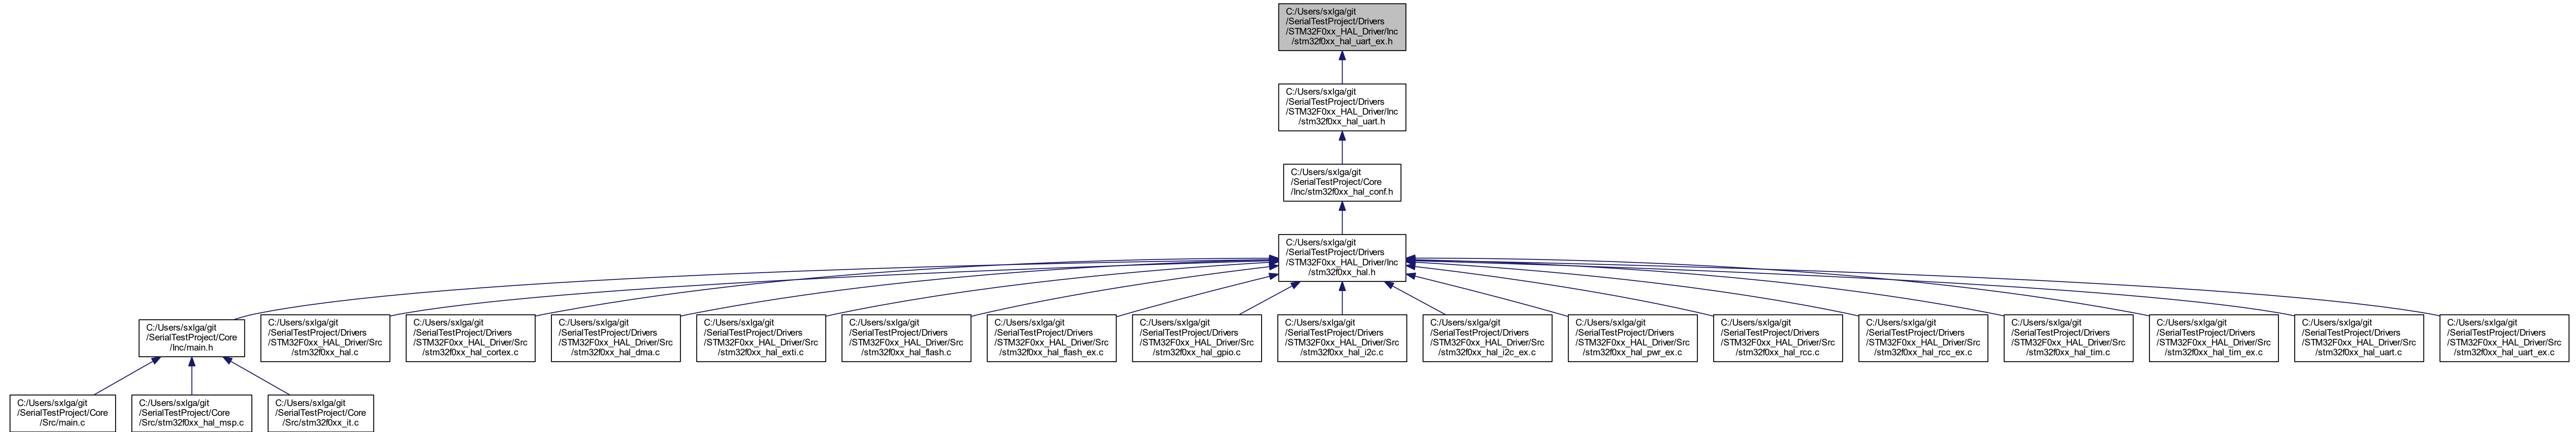 C:/Users/sxlga/git
/SerialTestProject/Drivers
/STM32F0xx_HAL_Driver/Inc
/stm32f0xx_hal_uart_ex.h
C:/Users/sxlga/git
/SerialTestProject/Drivers
/STM32F0xx_HAL_Driver/Inc
/stm32f0xx_hal_uart.h
C:/Users/sxlga/git
/SerialTestProject/Core
/Inc/stm32f0xx_hal_conf.h
C:/Users/sxlga/git
/SerialTestProject/Drivers
/STM32F0xx_HAL_Driver/Inc
/stm32f0xx_hal.h
C:/Users/sxlga/git
/SerialTestProject/Core
/Inc/main.h
C:/Users/sxlga/git
/SerialTestProject/Drivers
/STM32F0xx_HAL_Driver/Src
/stm32f0xx_hal.c
C:/Users/sxlga/git
/SerialTestProject/Drivers
/STM32F0xx_HAL_Driver/Src
/stm32f0xx_hal_cortex.c
C:/Users/sxlga/git
/SerialTestProject/Drivers
/STM32F0xx_HAL_Driver/Src
/stm32f0xx_hal_dma.c
C:/Users/sxlga/git
/SerialTestProject/Drivers
/STM32F0xx_HAL_Driver/Src
/stm32f0xx_hal_exti.c
C:/Users/sxlga/git
/SerialTestProject/Drivers
/STM32F0xx_HAL_Driver/Src
/stm32f0xx_hal_flash.c
C:/Users/sxlga/git
/SerialTestProject/Drivers
/STM32F0xx_HAL_Driver/Src
/stm32f0xx_hal_flash_ex.c
C:/Users/sxlga/git
/SerialTestProject/Drivers
/STM32F0xx_HAL_Driver/Src
/stm32f0xx_hal_gpio.c
C:/Users/sxlga/git
/SerialTestProject/Drivers
/STM32F0xx_HAL_Driver/Src
/stm32f0xx_hal_i2c.c
C:/Users/sxlga/git
/SerialTestProject/Drivers
/STM32F0xx_HAL_Driver/Src
/stm32f0xx_hal_i2c_ex.c
C:/Users/sxlga/git
/SerialTestProject/Drivers
/STM32F0xx_HAL_Driver/Src
/stm32f0xx_hal_pwr_ex.c
C:/Users/sxlga/git
/SerialTestProject/Drivers
/STM32F0xx_HAL_Driver/Src
/stm32f0xx_hal_rcc.c
C:/Users/sxlga/git
/SerialTestProject/Drivers
/STM32F0xx_HAL_Driver/Src
/stm32f0xx_hal_rcc_ex.c
C:/Users/sxlga/git
/SerialTestProject/Drivers
/STM32F0xx_HAL_Driver/Src
/stm32f0xx_hal_tim.c
C:/Users/sxlga/git
/SerialTestProject/Drivers
/STM32F0xx_HAL_Driver/Src
/stm32f0xx_hal_tim_ex.c
C:/Users/sxlga/git
/SerialTestProject/Drivers
/STM32F0xx_HAL_Driver/Src
/stm32f0xx_hal_uart.c
C:/Users/sxlga/git
/SerialTestProject/Drivers
/STM32F0xx_HAL_Driver/Src
/stm32f0xx_hal_uart_ex.c
C:/Users/sxlga/git
/SerialTestProject/Core
/Src/main.c
C:/Users/sxlga/git
/SerialTestProject/Core
/Src/stm32f0xx_hal_msp.c
C:/Users/sxlga/git
/SerialTestProject/Core
/Src/stm32f0xx_it.c